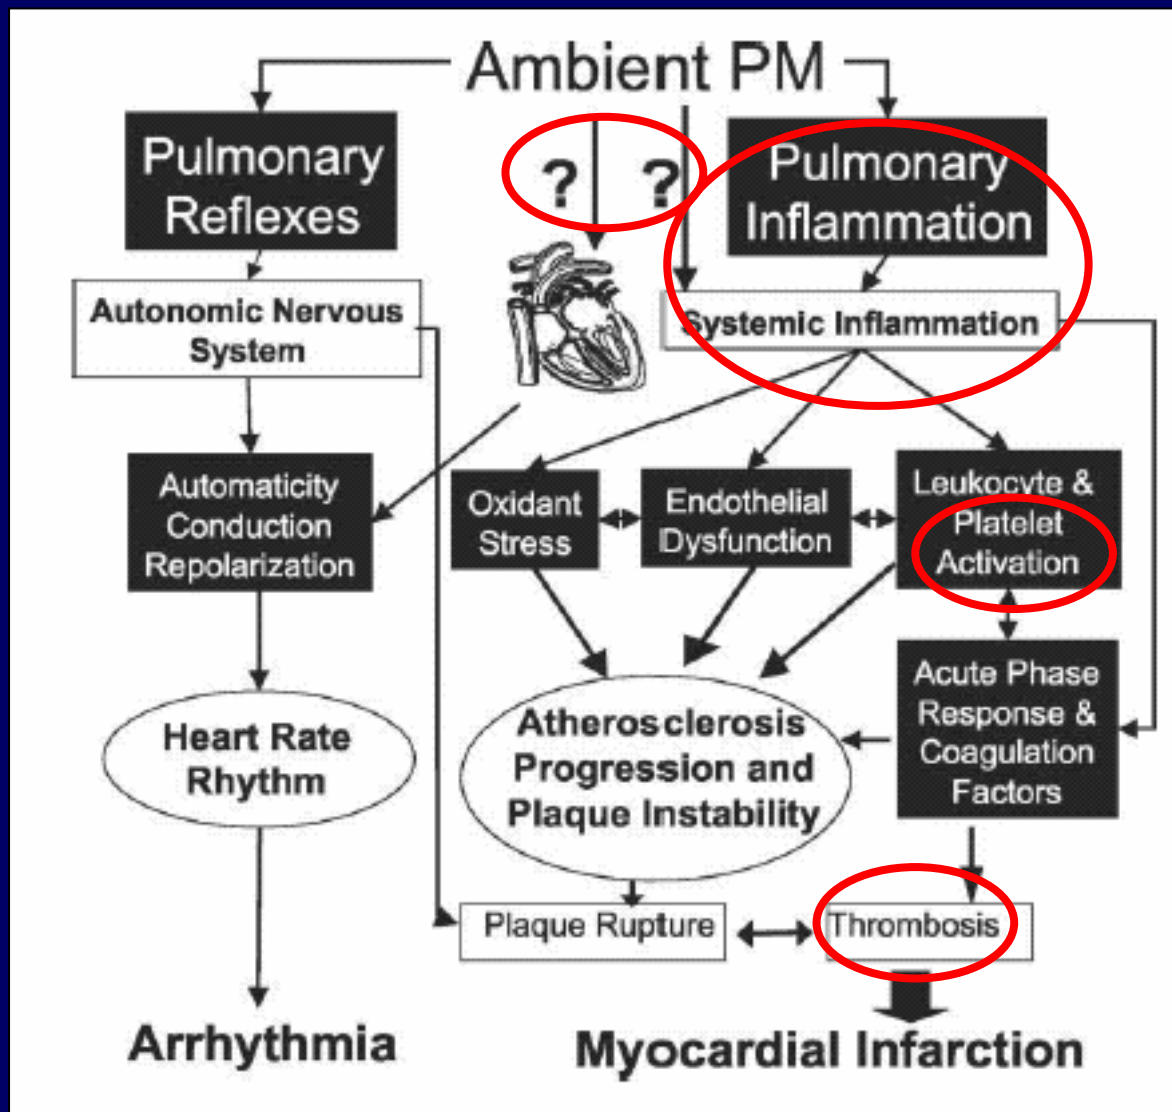 Ambient PM
Pulmonary
Reflexes
?
?
Pulmonary
Inflammation
Autonomic Nervous
System
Systemic Inflammation
Automaticity
Conduction
Repolarization
Oxidant
Stress
Endothelial
Dysfunction
Leukocyte &
Platelet
Activation
Heart Rate
Rhythm
Atherosclerosis
Progression and
Plaque Instability
Acute Phase
Response &
Coagulation
Factors
Plaque Rupture
Thrombosis
Arrhythmia
Myocardial Infarction